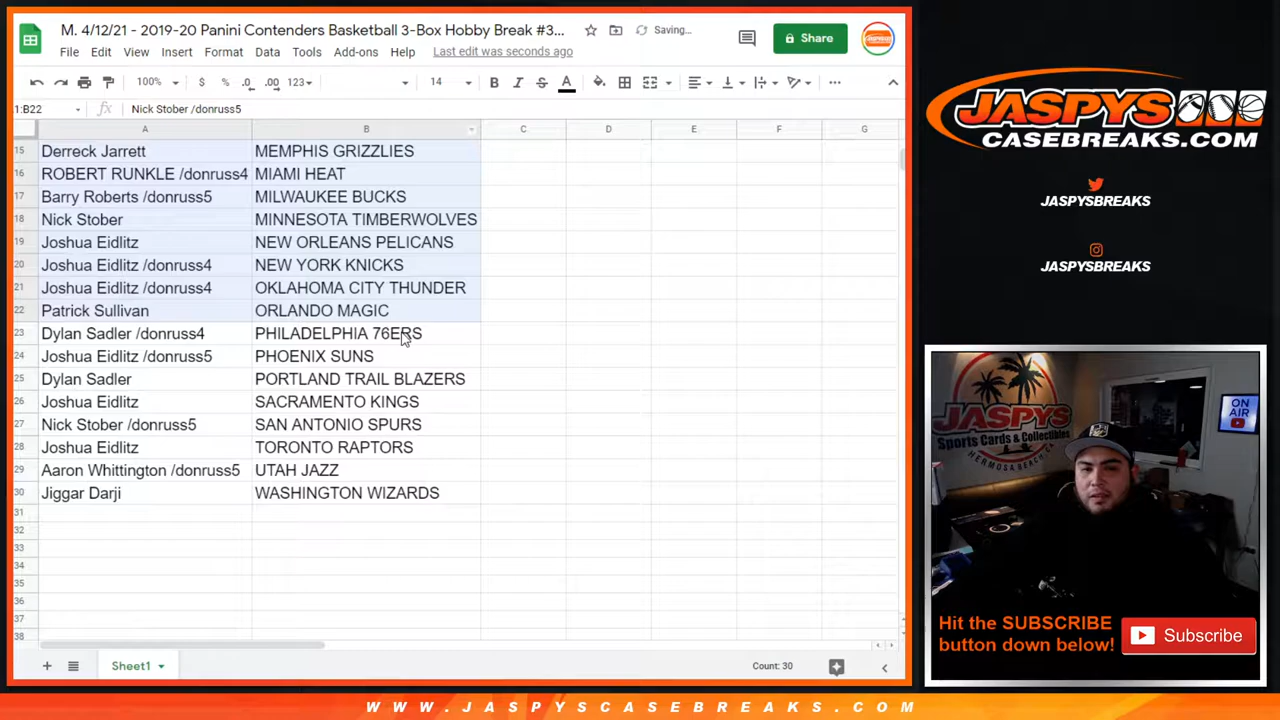 M. 4/12/21 - 2019-20 Panini Contenders Basketball 3-Box Hobby Break #3... Saving...
File Edit View Insert Format Data Tools Add-ons Help Last edit was seconds ago
Share
100% $ % .0 .00 123 14 B I S A
1:B22 fx Nick Stober /donruss5
A B C D E F G
15 Derreck Jarrett MEMPHIS GRIZZLIES
16 ROBERT RUNKLE /donruss4 MIAMI HEAT
17 Barry Roberts /donruss5 MILWAUKEE BUCKS
18 Nick Stober MINNESOTA TIMBERWOLVES
19 Joshua Eidlitz NEW ORLEANS PELICANS
20 Joshua Eidlitz /donruss4 NEW YORK KNICKS
21 Joshua Eidlitz /donruss4 OKLAHOMA CITY THUNDER
22 Patrick Sullivan ORLANDO MAGIC
23 Dylan Sadler /donruss4 PHILADELPHIA 76ERS
24 Joshua Eidlitz /donruss5 PHOENIX SUNS
25 Dylan Sadler PORTLAND TRAIL BLAZERS
26 Joshua Eidlitz SACRAMENTO KINGS
27 Nick Stober /donruss5 SAN ANTONIO SPURS
28 Joshua Eidlitz TORONTO RAPTORS
29 Aaron Whittington /donruss5 UTAH JAZZ
30 Jiggar Darji WASHINGTON WIZARDS
31
32
33
34
35
36
37
38
Sheet1 Count: 30
JASPYS
CASEBREAKS.COM
JASPYSBREAKS
JASPYSBREAKS
JASPYS
Sports Cards & Collectibles
HERMOSA BEACH, CA
ON
AIR
Hit the SUBSCRIBE
button down below!
Subscribe
WWW.JASPYSCASEBREAKS.COM